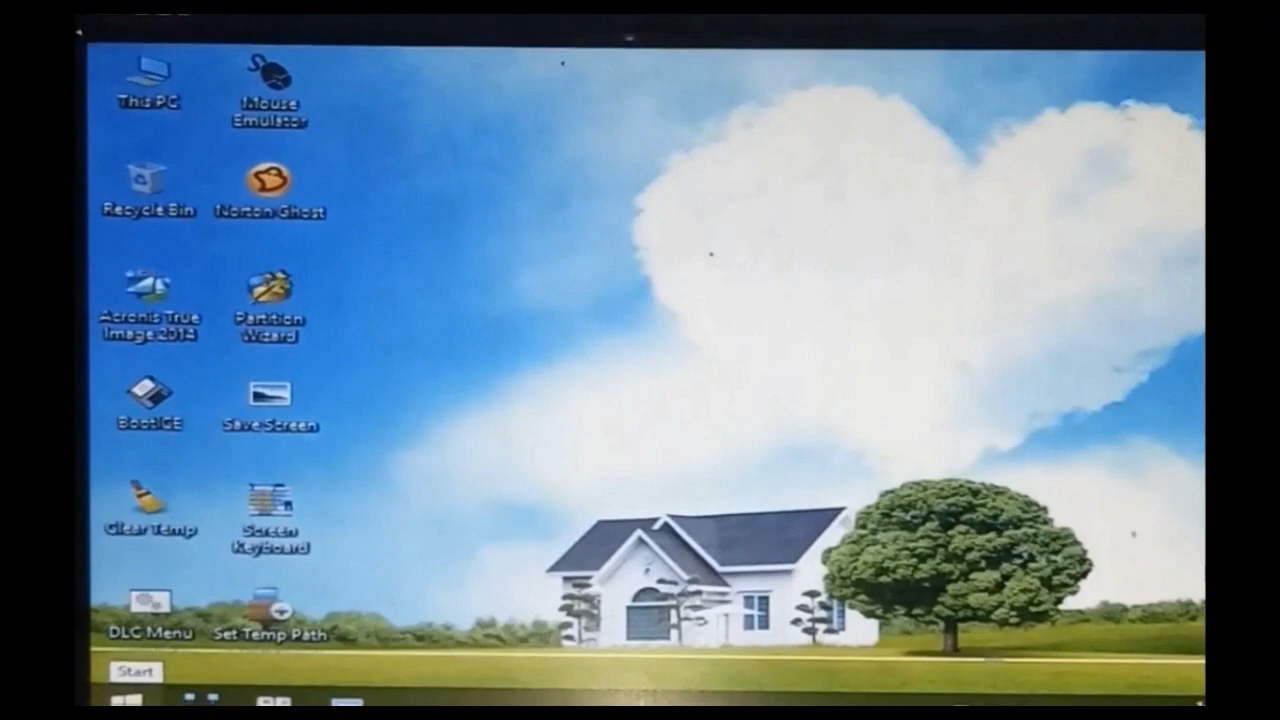 This PC
Mouse
Emulator
Recycle Bin
Norton Ghost
Acronis True
Image 2014
Partition
Wizard
BootICE
Save Screen
Clear Temp
Screen
Keyboard
DLC Menu
Set Temp Path
Start